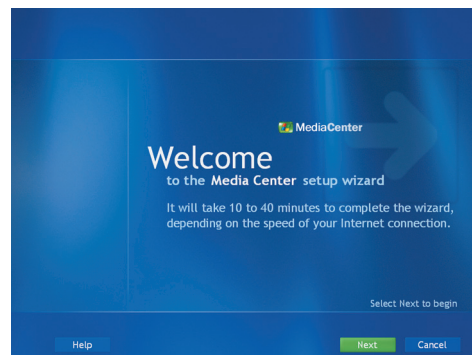 MediaCenter
Welcome
to the Media Center setup wizard
It will take 10 to 40 minutes to complete the wizard,
depending on the speed of your Internet connection.
Select Next to begin
Help
Next
Cancel